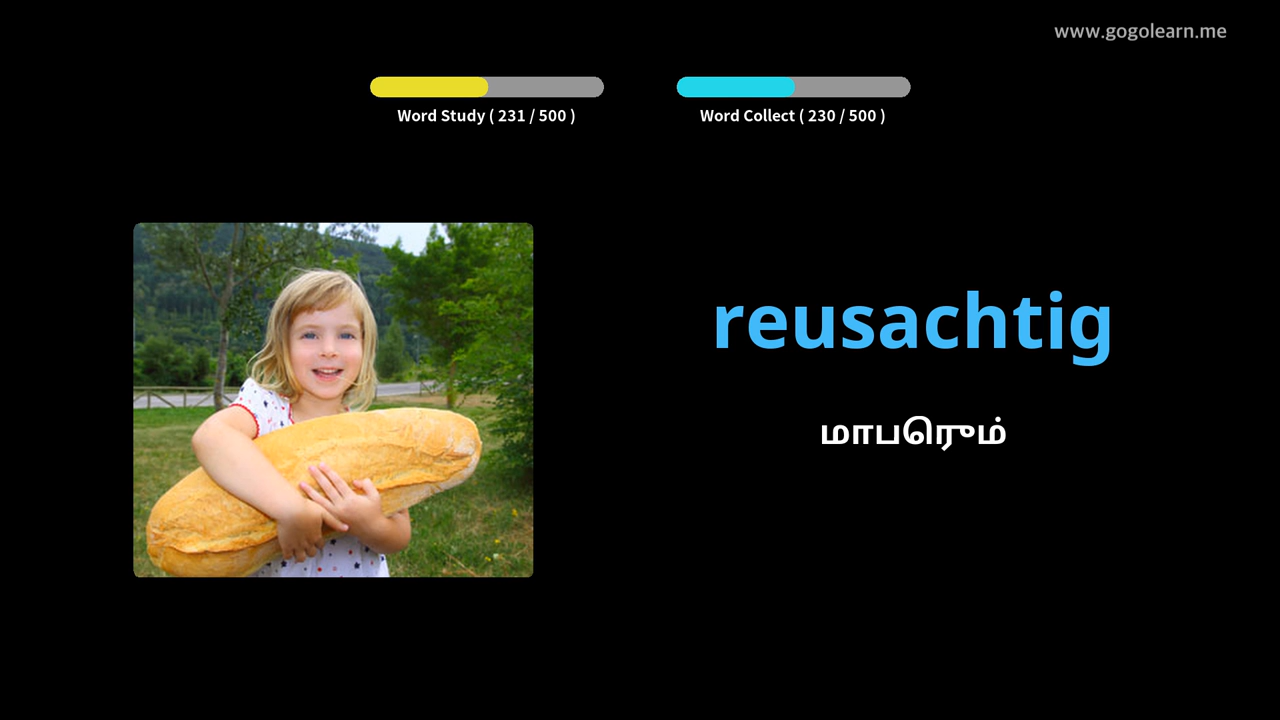 www.gogolearn.me
Word Study ( 231 / 500 )
Word Collect ( 230 / 500 )
reusachtig
மாபெரும்